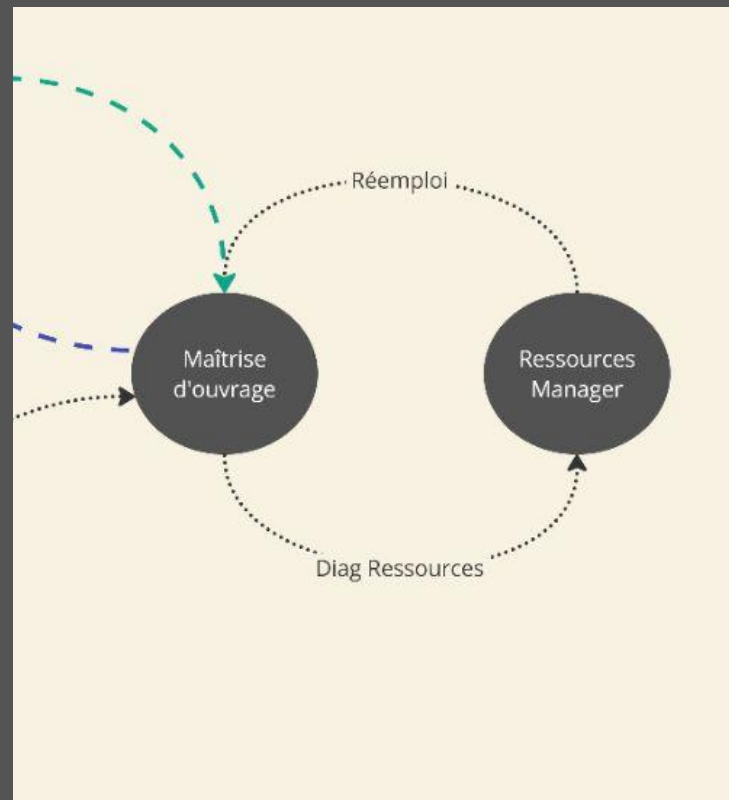 Réemploi
Maîtrise
d'ouvrage
Ressources
Manager
Diag Ressources